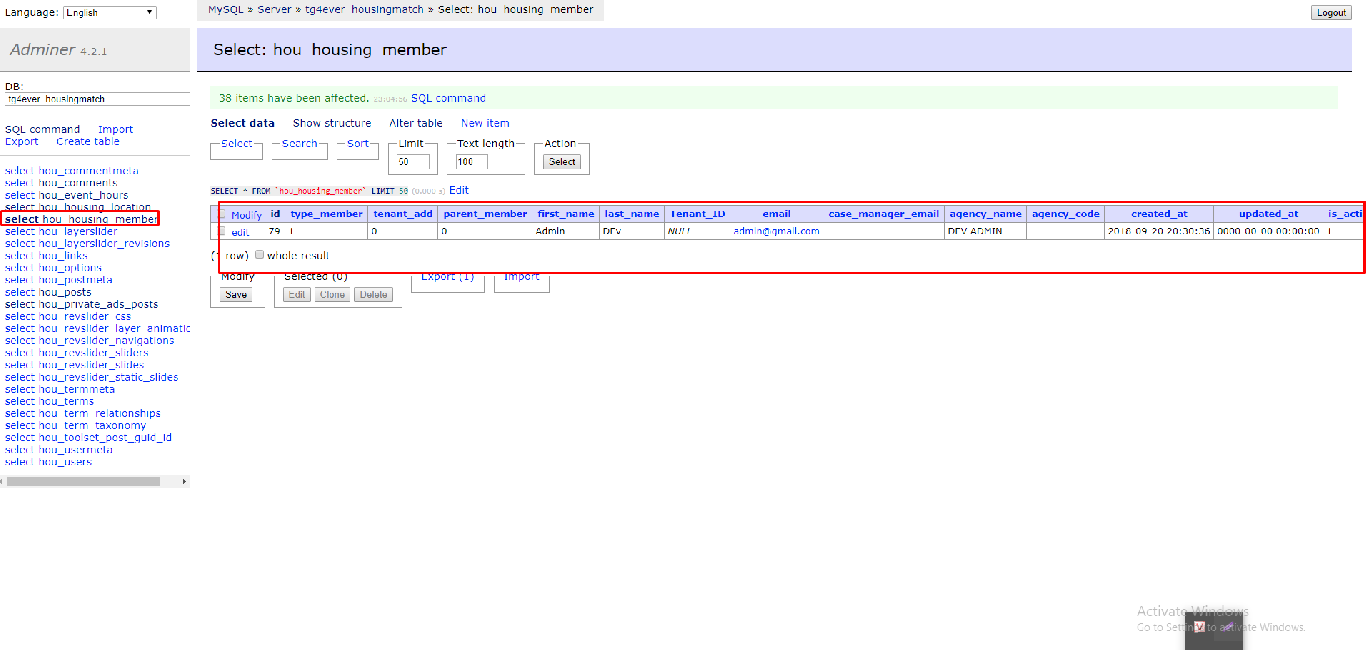 Language: English
MySQL » Server » tg4ever_housingmatch » Select: hou_housing_member
Logout
Adminer 4.2.1
Select: hou_housing_member
DB:
tg4ever_housingmatch
38 items have been affected. SQL command
Select data Show structure Alter table New item
SQL command Import
Export Create table
Select Search Sort Limit Text length Action
50 100 Select
SELECT * FROM `hou_housing_member` LIMIT 50 (0.000 s) Edit
select hou_commentmeta
select hou_comments
select hou_event_hours
select hou_housing_location
select hou_housing_member
select hou_layerslider
select hou_layerslider_revisions
select hou_links
select hou_options
select hou_postmeta
select hou_posts
select hou_private_ads_posts
select hou_revslider_css
select hou_revslider_layer_animatic
select hou_revslider_navigations
select hou_revslider_sliders
select hou_revslider_slides
select hou_revslider_static_slides
select hou_termmeta
select hou_terms
select hou_term_relationships
select hou_term_taxonomy
select hou_toolset_post_guid_id
select hou_usermeta
select hou_users
Modify id type_member tenant_add parent_member first_name last_name Tenant_ID email case_manager_email agency_name agency_code created_at updated_at is_acti
edit 79 0 0 Admin DEv NULL admin@gmail.com DEV ADMIN 2018-09-20 20:30:36 0000-00-00 00:00:00
row) whole result
Modify Selected (0) Export (1) Import
Save Edit Clone Delete
Activate Windows
Go to Settings to activate Windows.